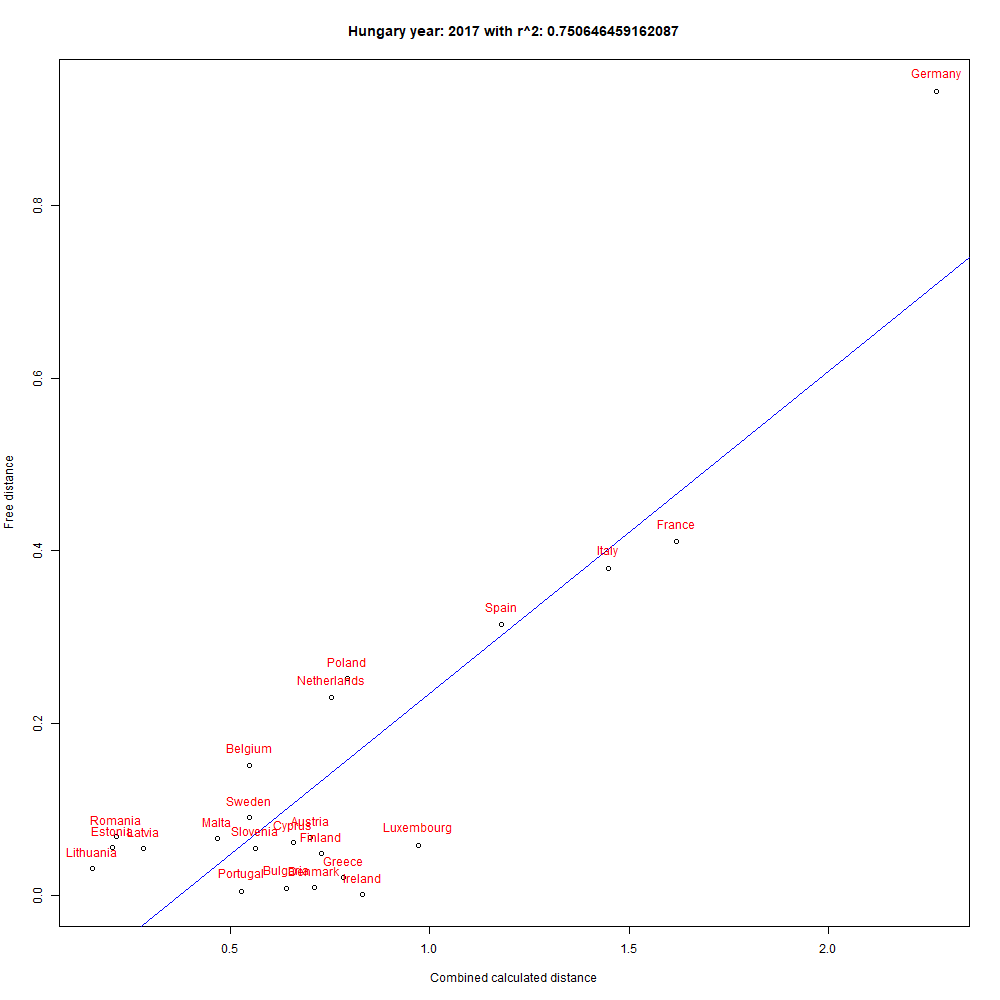 Hungary year: 2017 with r^2: 0.750646459162087
Germany
0.8
0.6
Free distance
France
0.4
Italy
Spain
Poland
Netherlands
0.2
Belgium
Sweden
Romania
Malta
Austria
Cyprus
Luxembourg
Estonia
Latvia
Slovenia
Finland
Lithuania
Greece
Portugal
Bulgaria
Denmark
Ireland
0.0
0.5
1.0
1.5
2.0
Combined calculated distance